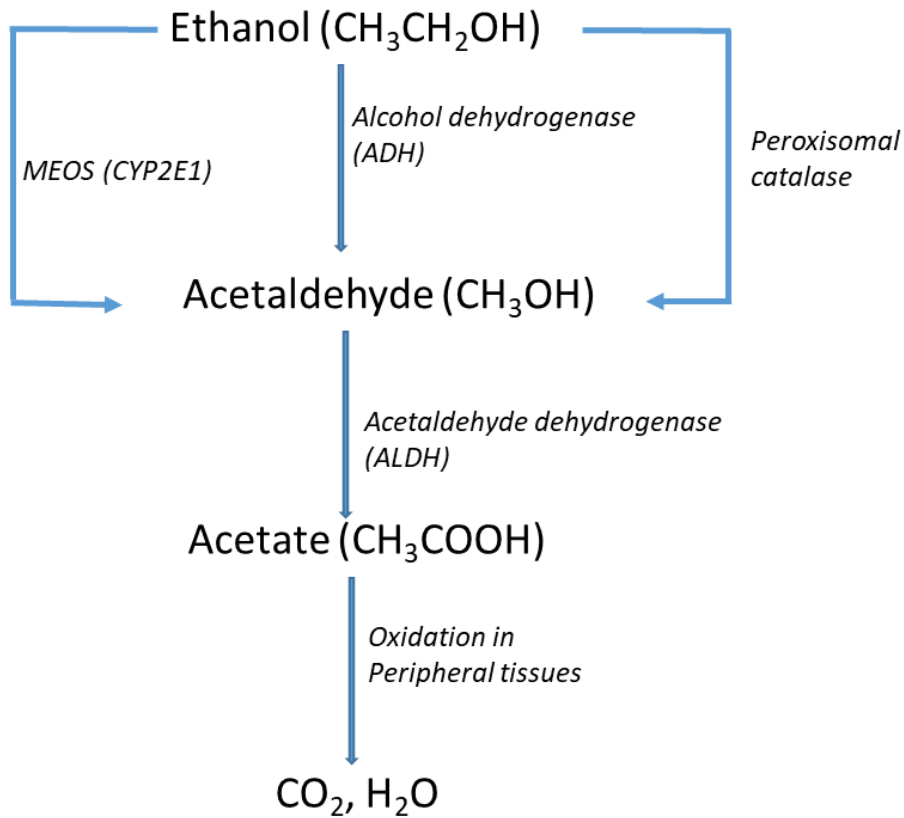 Ethanol (CH₃CH₂OH)
Alcohol dehydrogenase
(ADH)
MEOS (CYP2E1)
Peroxisomal
catalase
Acetaldehyde (CH₃OH)
Acetaldehyde dehydrogenase
(ALDH)
Acetate (CH₃COOH)
Oxidation in
Peripheral tissues
CO₂, H₂O